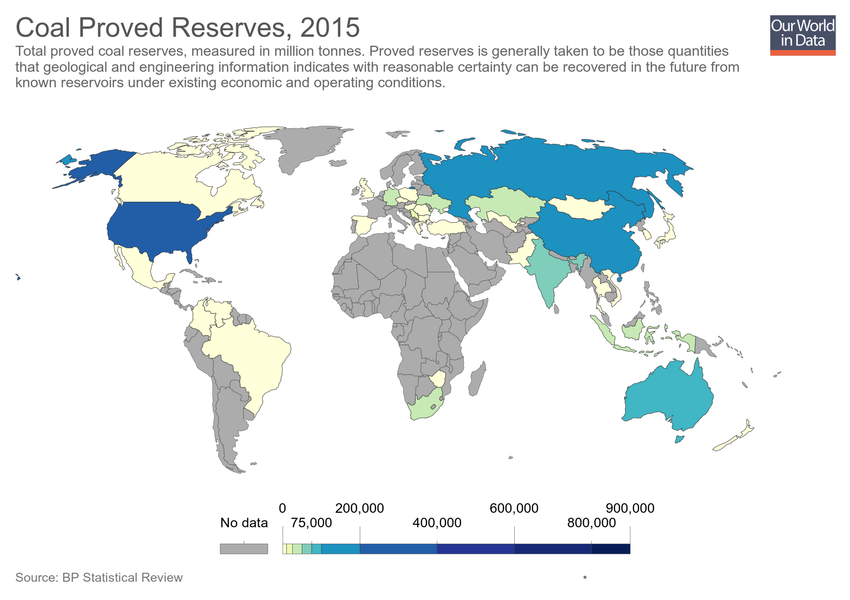 Coal Proved Reserves, 2015
Our World
in Data
Total proved coal reserves, measured in million tonnes. Proved reserves is generally taken to be those quantities
that geological and engineering information indicates with reasonable certainty can be recovered in the future from
known reservoirs under existing economic and operating conditions.
0 200,000 600,000 900,000
No data 75,000 400,000 800,000
Source: BP Statistical Review